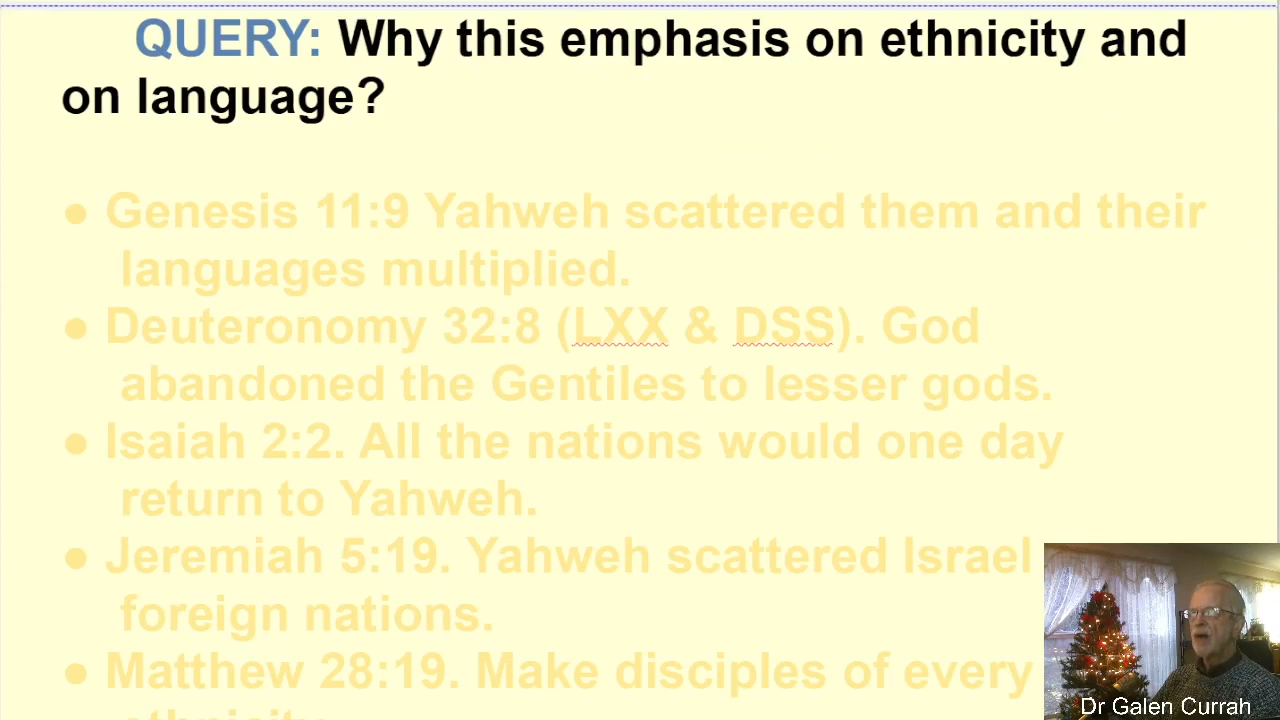 QUERY: Why this emphasis on ethnicity and
on language?
● Genesis 11:9 Yahweh scattered them and their
languages multiplied.
● Deuteronomy 32:8 (LXX & DSS). God
abandoned the Gentiles to lesser gods.
● Isaiah 2:2. All the nations would one day
return to Yahweh.
● Jeremiah 5:19. Yahweh scattered Israel
foreign nations.
● Matthew 28:19. Make disciples of every
ethnicity
Dr Galen Currah